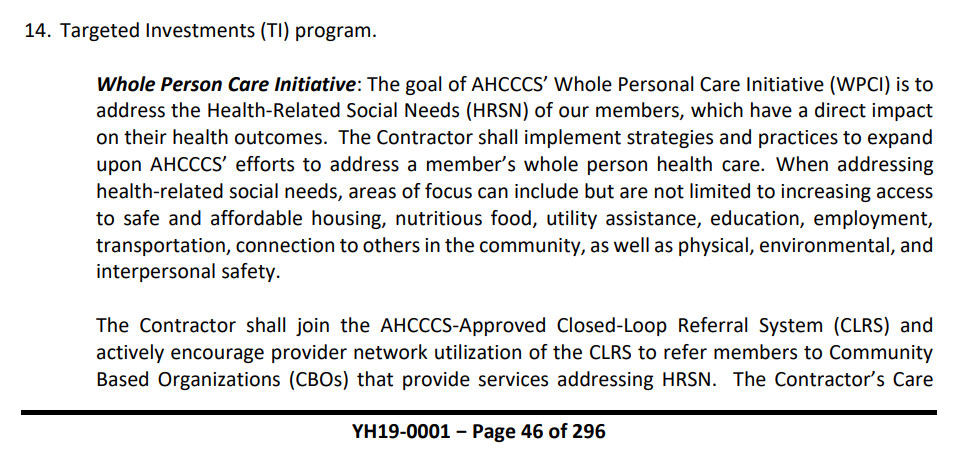 14. Targeted Investments (TI) program.
Whole Person Care Initiative: The goal of AHCCCS’ Whole Personal Care Initiative (WPCI) is to
address the Health-Related Social Needs (HRSN) of our members, which have a direct impact
on their health outcomes. The Contractor shall implement strategies and practices to expand
upon AHCCCS’ efforts to address a member’s whole person health care. When addressing
health-related social needs, areas of focus can include but are not limited to increasing access
to safe and affordable housing, nutritious food, utility assistance, education, employment,
transportation, connection to others in the community, as well as physical, environmental, and
interpersonal safety.
The Contractor shall join the AHCCCS-Approved Closed-Loop Referral System (CLRS) and
actively encourage provider network utilization of the CLRS to refer members to Community
Based Organizations (CBOs) that provide services addressing HRSN. The Contractor’s Care
YH19-0001 – Page 46 of 296